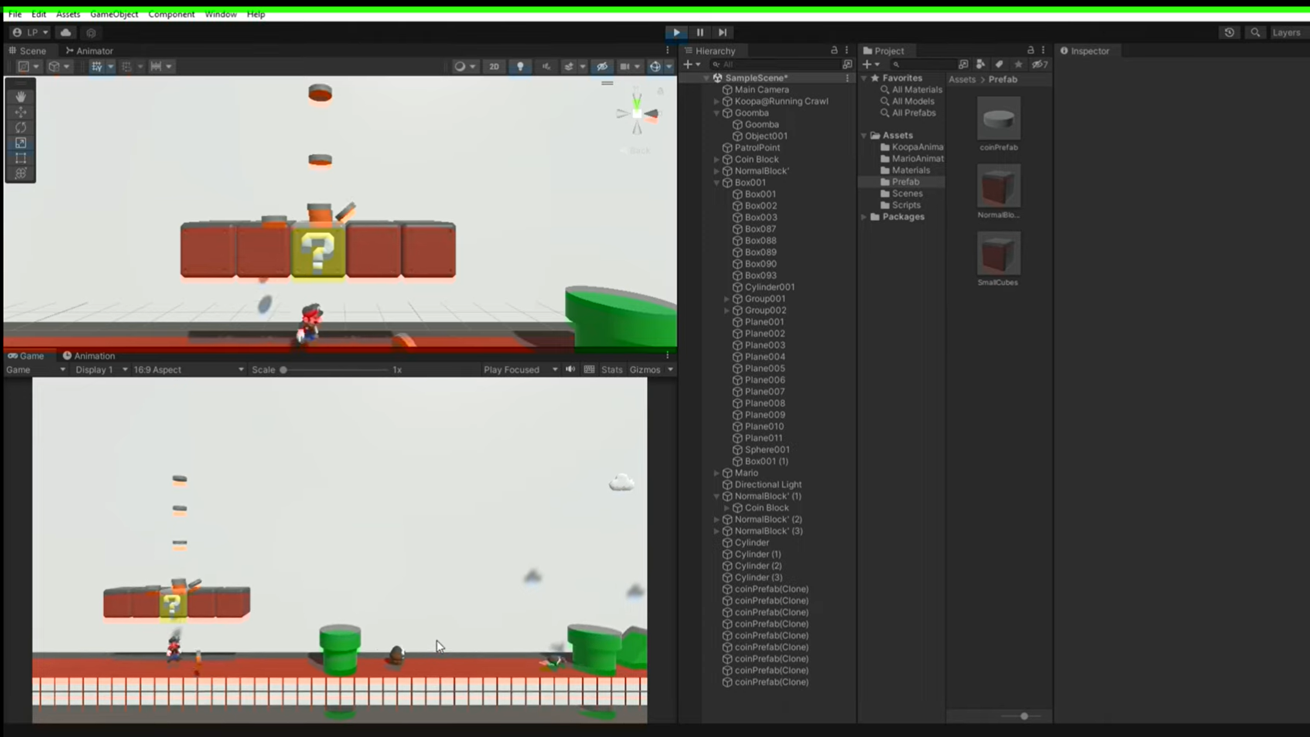 File Edit Assets GameObject Component Window Help
LP
Layers
Scene Animator
2D
Back
Game Animation
Game Display 1 16:9 Aspect Scale 1x Play Focused Stats Gizmos
?
?
Hierarchy
All
SampleScene*
Main Camera
Koopa@Running Crawl
Goomba
Goomba
Object001
PatrolPoint
Coin Block
NormalBlock'
Box001
Box001
Box002
Box003
Box087
Box088
Box089
Box090
Box093
Cylinder001
Group001
Group002
Plane001
Plane002
Plane003
Plane004
Plane005
Plane006
Plane007
Plane008
Plane009
Plane010
Plane011
Sphere001
Box001 (1)
Mario
Directional Light
NormalBlock' (1)
Coin Block
NormalBlock' (2)
NormalBlock' (3)
Cylinder
Cylinder (1)
Cylinder (2)
Cylinder (3)
coinPrefab(Clone)
coinPrefab(Clone)
coinPrefab(Clone)
coinPrefab(Clone)
coinPrefab(Clone)
coinPrefab(Clone)
coinPrefab(Clone)
coinPrefab(Clone)
coinPrefab(Clone)
Project
7
Favorites
All Materials
All Models
All Prefabs
Assets
KoopaAnima
MarioAnimat
Materials
Prefab
Scenes
Scripts
Packages
Assets > Prefab
coinPrefab
NormalBlo...
SmallCubes
Inspector